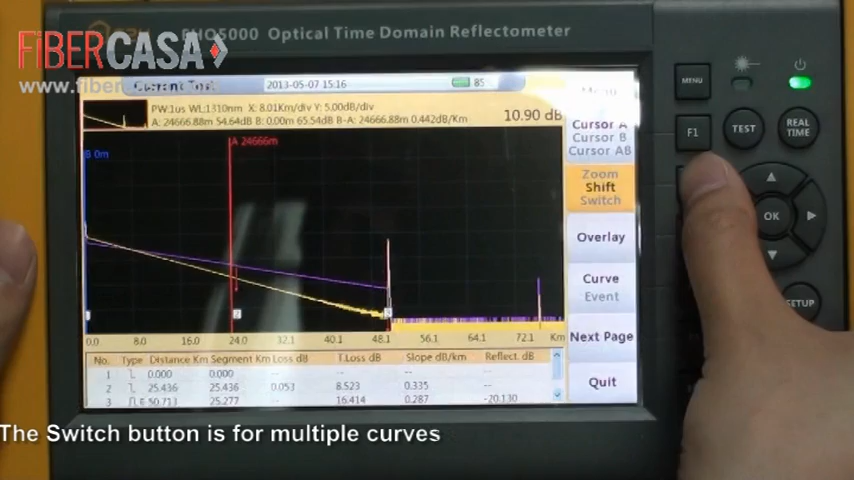 FiBERCASA
5000 Optical Time Domain Reflectometer
www.fibercasa
Current Test
2013-05-07 15:16
85
Menu
PW:1us WL:1310nm X: 8.01Km/div Y: 5.00dB/div
A: 24666.88m 54.64dB B: 0.00m 65.54dB B-A: 24666.88m 0.442dB/Km
10.90 dB
Cursor A
Cursor B
Cursor AB
B 0m
A 24666m
Zoom
Shift
Switch
Overlay
Curve
Event
2
0.0 8.0 16.0 24.0 32.1 40.1 48.1 56.1 64.1 72.1 Km
Next Page
No. Type Distance Km Segment Km Loss dB T.Loss dB Slope dB/km Reflect. dB
1 0.000 0.000 -- -- --
2 25.436 25.436 0.053 8.523 0.335 --
3 E 50.713 25.277 16.414 0.287 -20.130
Quit
MENU
F1
TEST
REAL TIME
OK
SETUP
The Switch button is for multiple curves